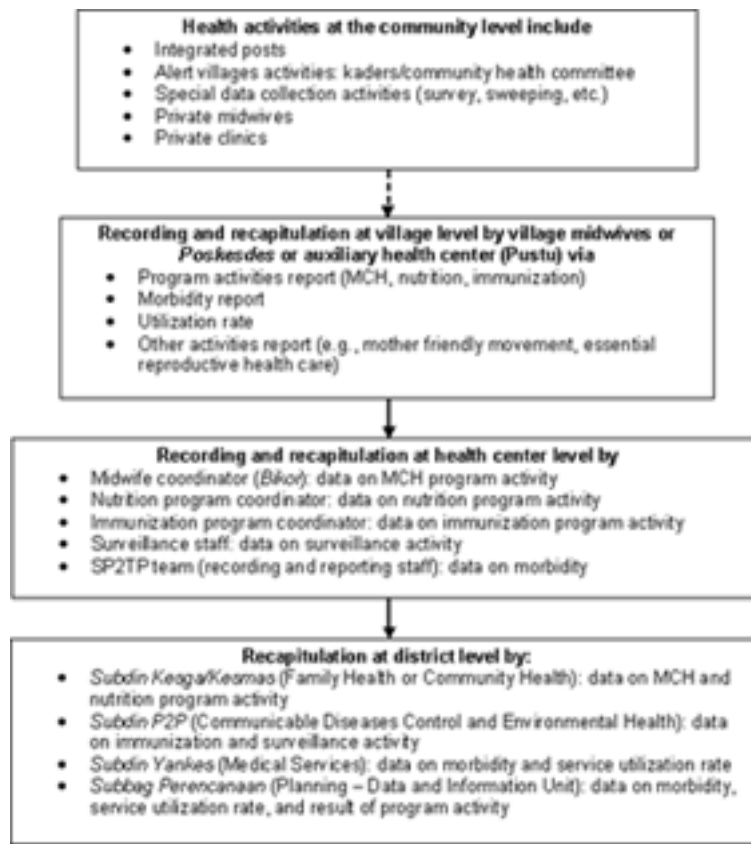 Health activities at the community level include
• Integrated posts
• Alert villages activities: kaders/community health committee
• Special data collection activities (survey, sweeping, etc.)
• Private midwives
• Private clinics
Recording and recapitulation at village level by village midwives or
Poskesdes or auxiliary health center (Pustu) via
• Program activities report (MCH, nutrition, immunization)
• Morbidity report
• Utilization rate
• Other activities report (e.g., mother friendly movement, essential
reproductive health care)
Recording and recapitulation at health center level by
• Midwife coordinator (Bikor): data on MCH program activity
• Nutrition program coordinator: data on nutrition program activity
• Immunization program coordinator: data on immunization program activity
• Surveillance staff: data on surveillance activity
• SP2TP team (recording and reporting staff): data on morbidity
Recapitulation at district level by:
• Subdin Kesga/Kesmas (Family Health or Community Health): data on MCH and
nutrition program activity
• Subdin P2P (Communicable Diseases Control and Environmental Health): data
on immunization and surveillance activity
• Subdin Yankes (Medical Services): data on morbidity and service utilization rate
• Subbag Perencanaan (Planning – Data and Information Unit): data on morbidity,
service utilization rate, and result of program activity